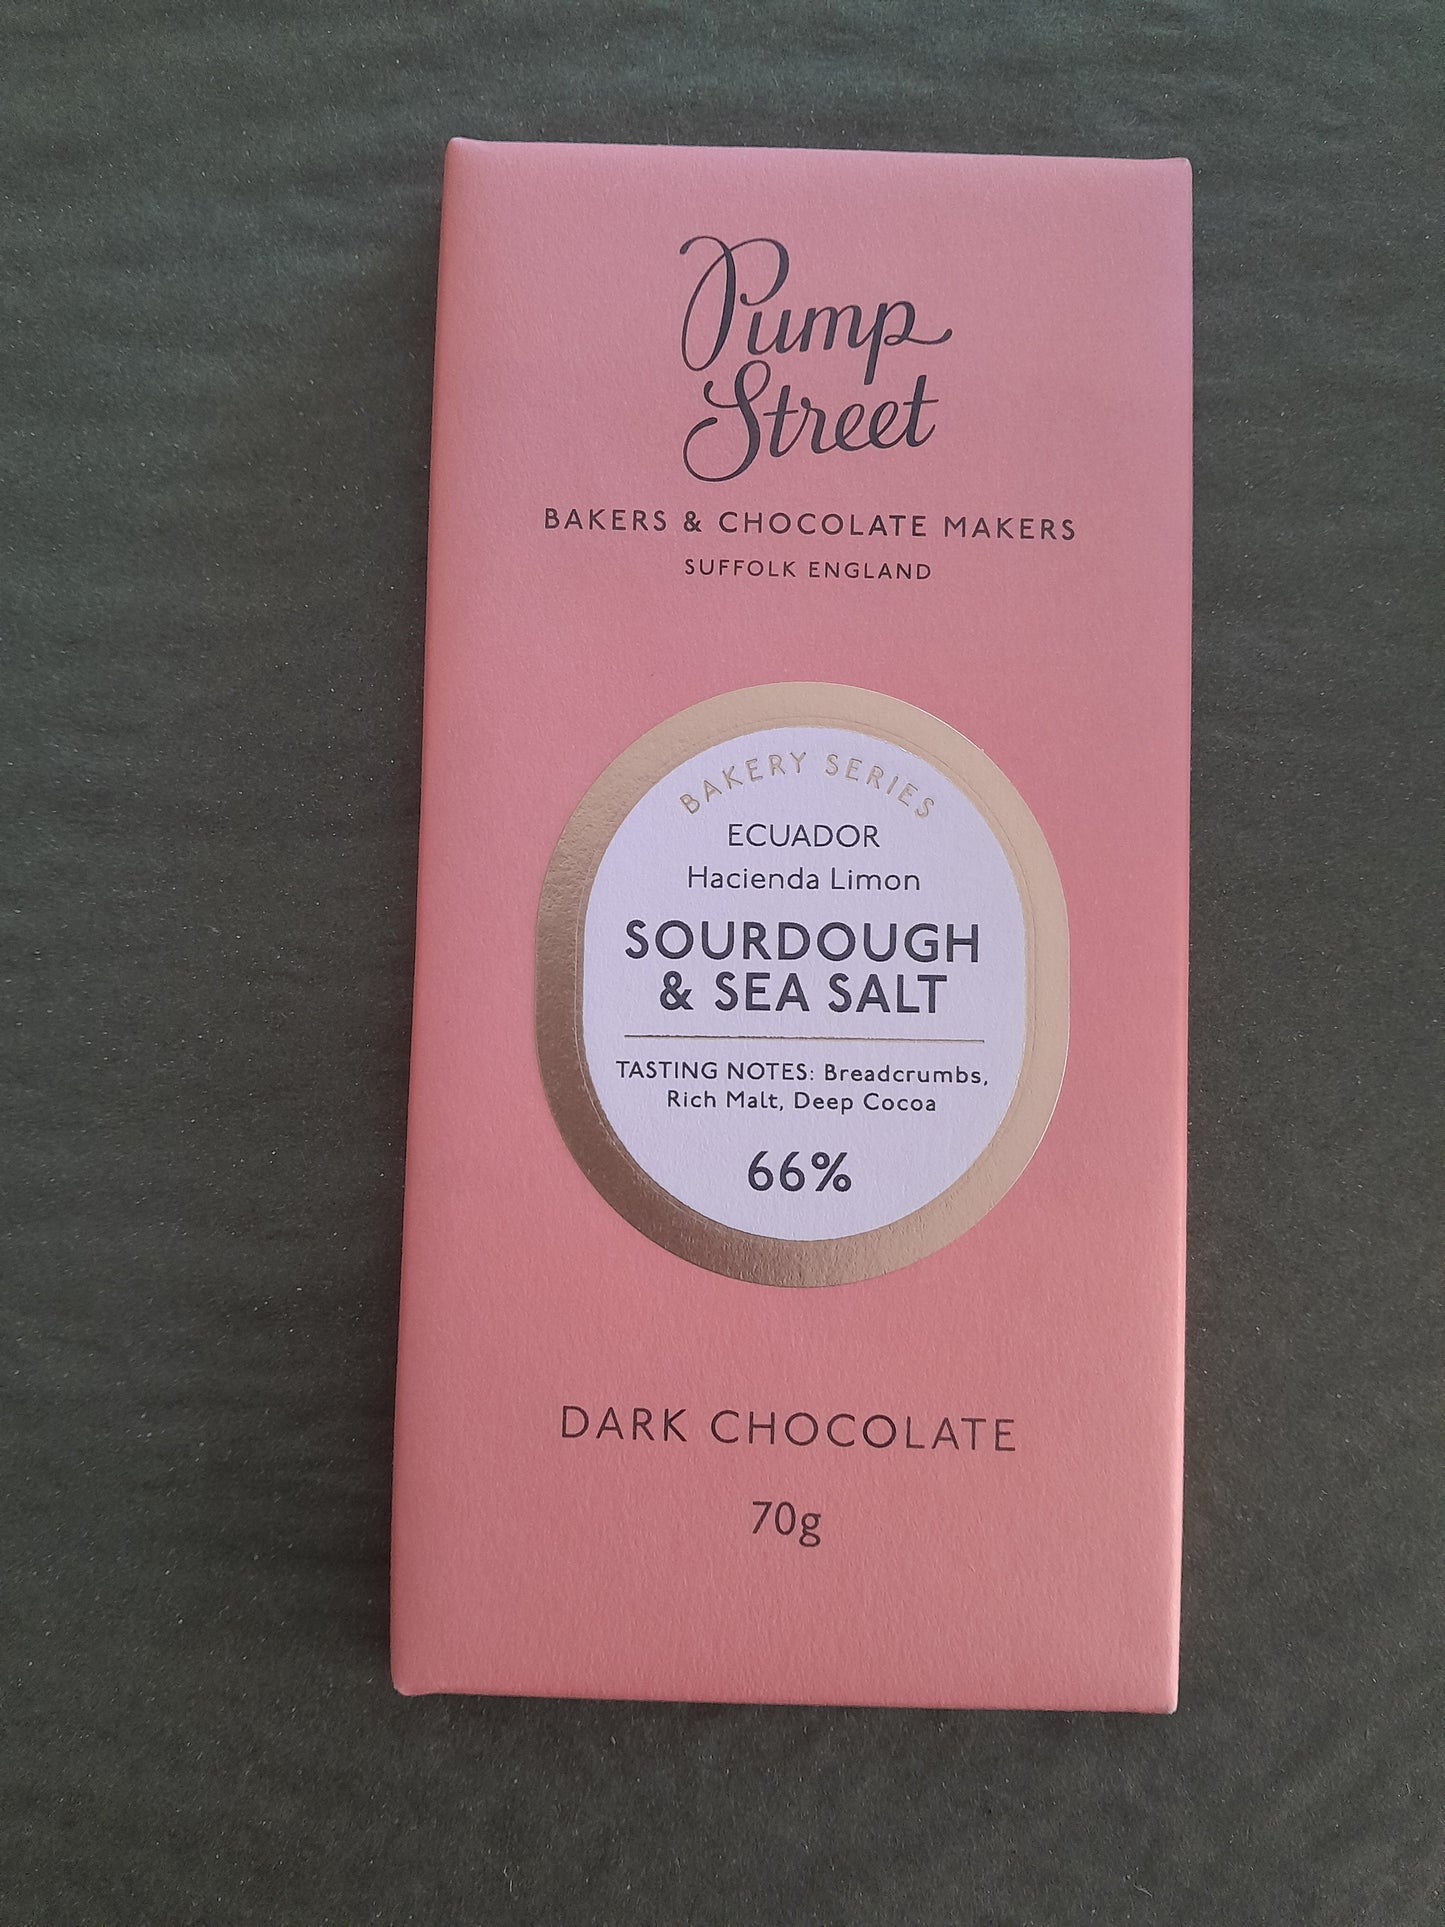 Pump
Street
BAKERS & CHOCOLATE MAKERS
SUFFOLK ENGLAND
BAKERY SERIES
ECUADOR
Hacienda Limon
SOURDOUGH
& SEA SALT
TASTING NOTES: Breadcrumbs,
Rich Malt, Deep Cocoa
66%
DARK CHOCOLATE
70g